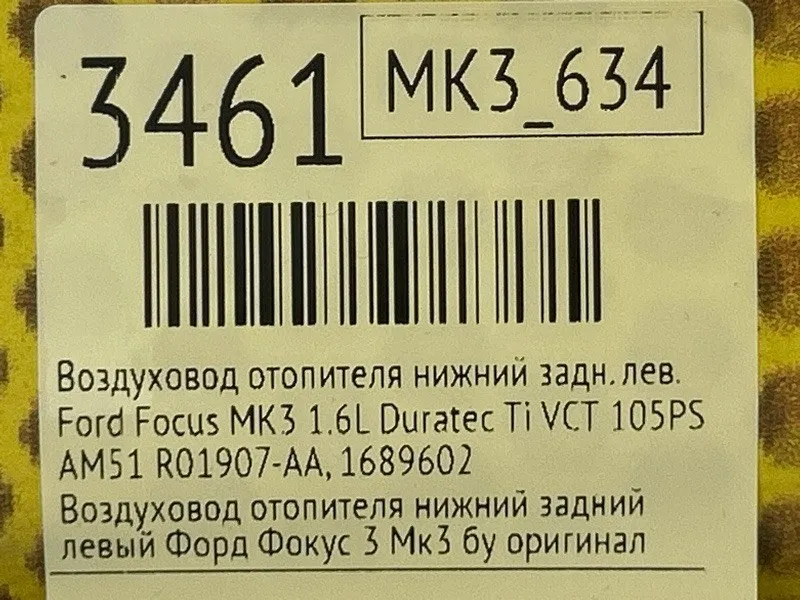 3461
МК3_634
Воздуховод отопителя нижний задн. лев.
Ford Focus MK3 1.6L Duratec Ti VCT 105PS
AM51 R01907-AA, 1689602
Воздуховод отопителя нижний задний
левый Форд Фокус 3 Мк3 бу оригинал